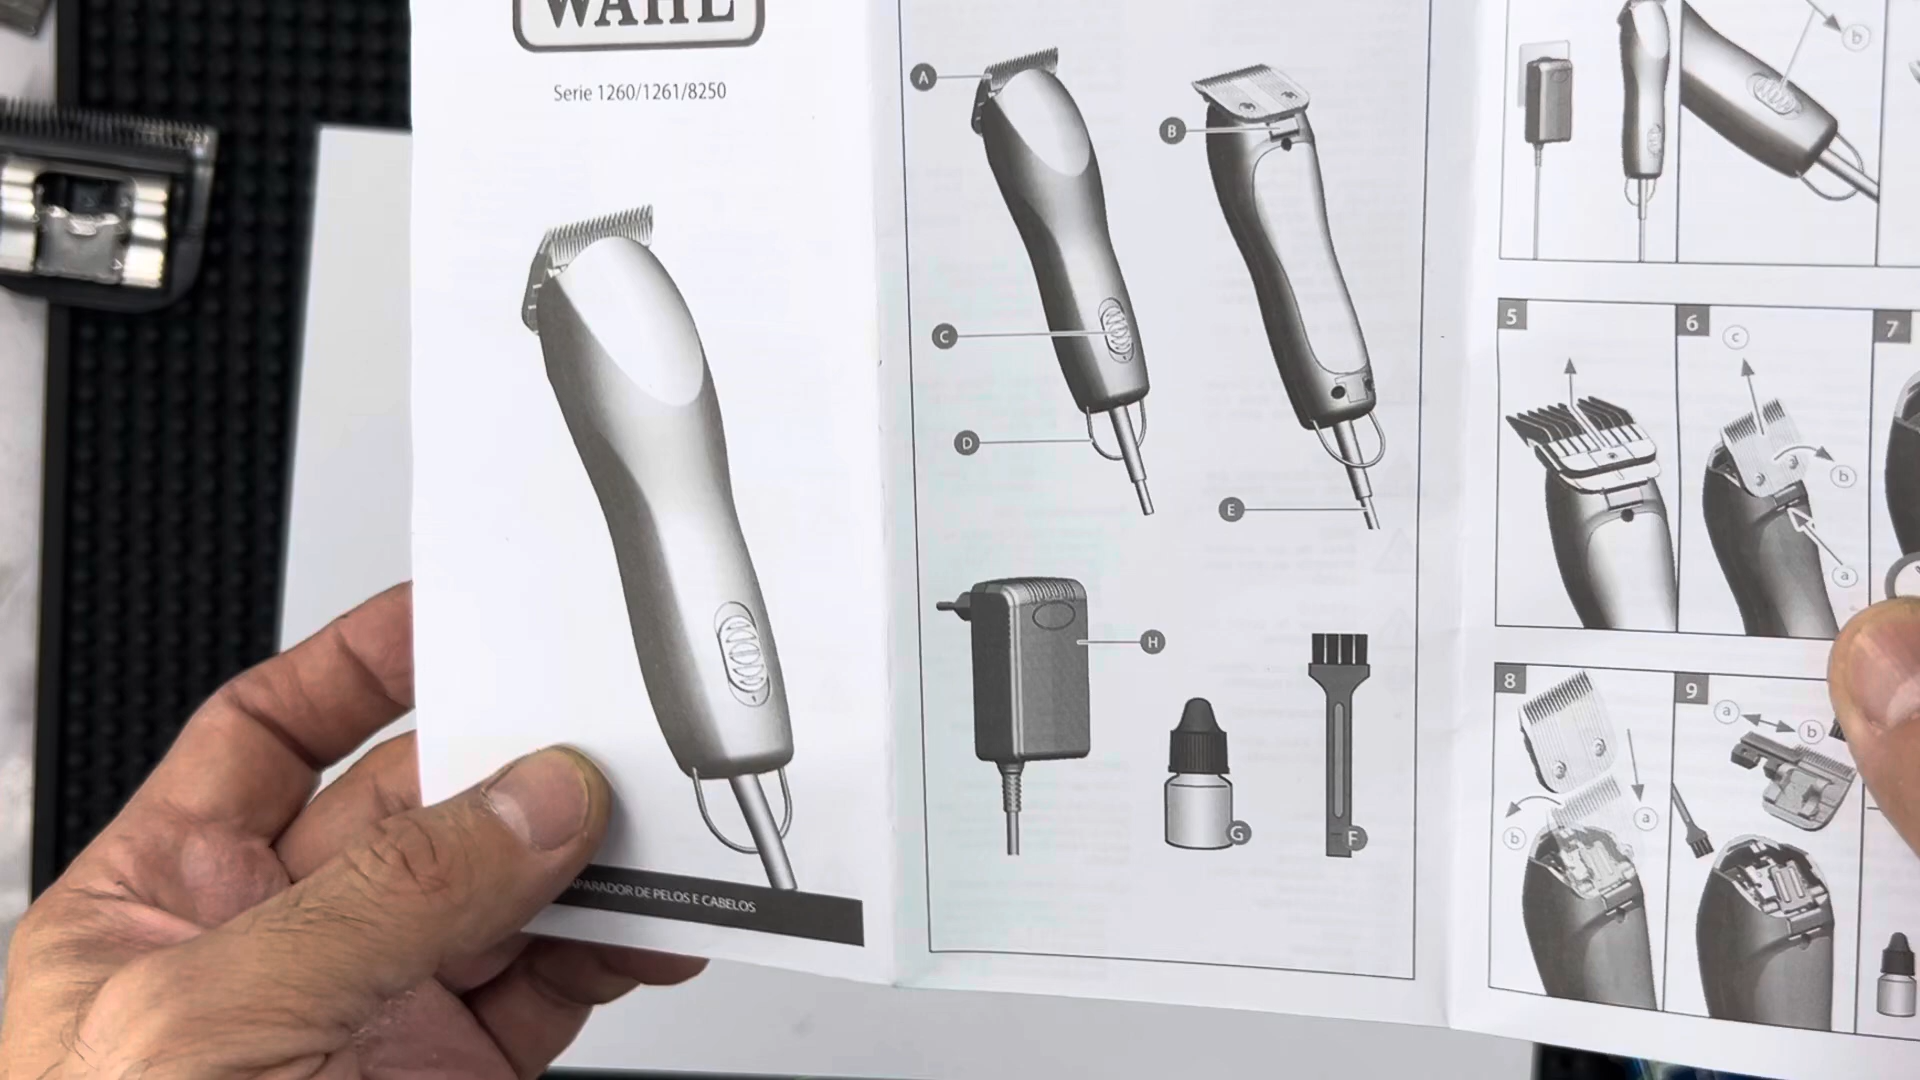 WAHL
Serie 1260/1261/8250
APARADOR DE PELOS E CABELOS
A
B
C
D
E
H
G
F
b
5
6
c
b
a
7
8
b
a
9
a
b